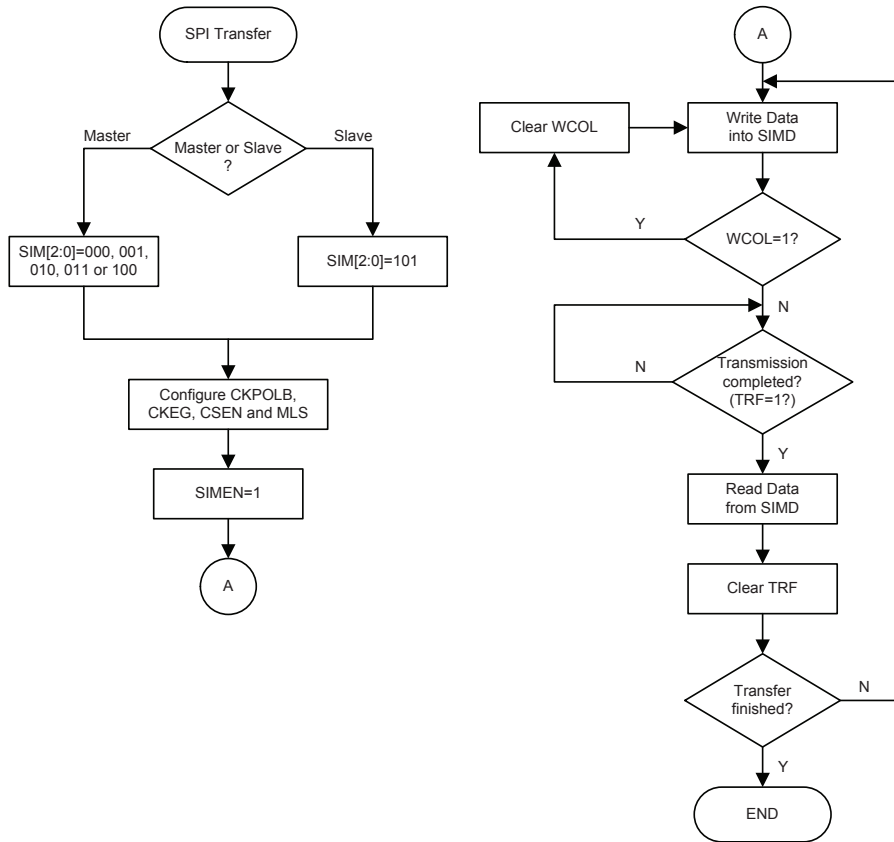 SPI Transfer
Master or Slave
?
Master
Slave
SIM[2:0]=000, 001,
010, 011 or 100
SIM[2:0]=101
Configure CKPOLB,
CKEG, CSEN and MLS
SIMEN=1
A
A
Write Data
into SIMD
Clear WCOL
WCOL=1?
Y
N
Transmission
completed?
(TRF=1?)
N
Y
Read Data
from SIMD
Clear TRF
Transfer
finished?
N
Y
END